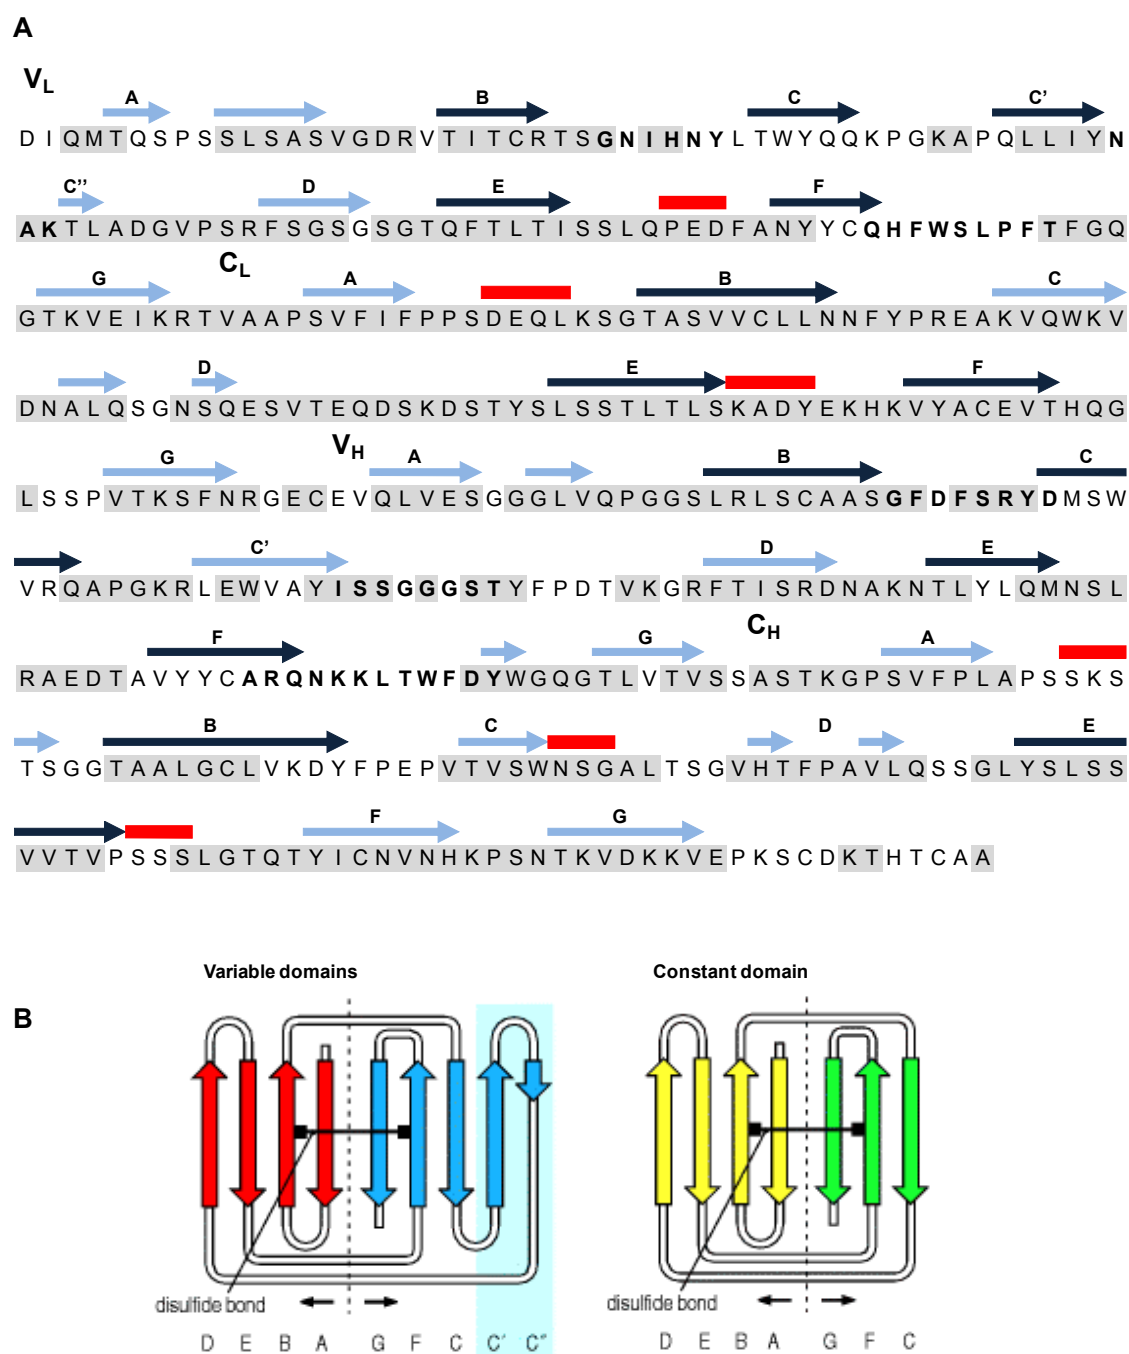 A
VL
A B C C'
D I Q M T Q S P S S L S A S V G D R V T I T C R T S G N I H N Y L T W Y Q Q K P G K A P Q L L I Y N
C'' D E F
A K T L A D G V P S R F S G S G S G T Q F T L T I S S L Q P E D F A N Y Y C Q H F W S L P F T F G Q
CL
G A B C
G T K V E I K R T V A A P S V F I F P P S D E Q L K S G T A S V V C L L N N F Y P R E A K V Q W K V
D E F
D N A L Q S G N S Q E S V T E Q D S K D S T Y S L S S T L T L S K A D Y E K H K V Y A C E V T H Q G
VH
G A B C
L S S P V T K S F N R G E C E V Q L V E S G G G L V Q P G G S L R L S C A A S G F D F S R Y D M S W
C' D E
V R Q A P G K R L E W V A Y I S S G G G S T Y F P D T V K G R F T I S R D N A K N T L Y L Q M N S L
CH
F G A
R A E D T A V Y Y C A R Q N K K L T W F D Y W G Q G T L V T V S S A S T K G P S V F P L A P S S K S
B C D E
T S G G T A A L G C L V K D Y F P E P V T V S W N S G A L T S G V H T F P A V L Q S S G L Y S L S S
F G
V V T V P S S S L G T Q T Y I C N V N H K P S N T K V D K K V E P K S C D K T H T C A A
B
Variable domains
disulfide bond
D E B A G F C C' C''
Constant domain
disulfide bond
D E B A G F C